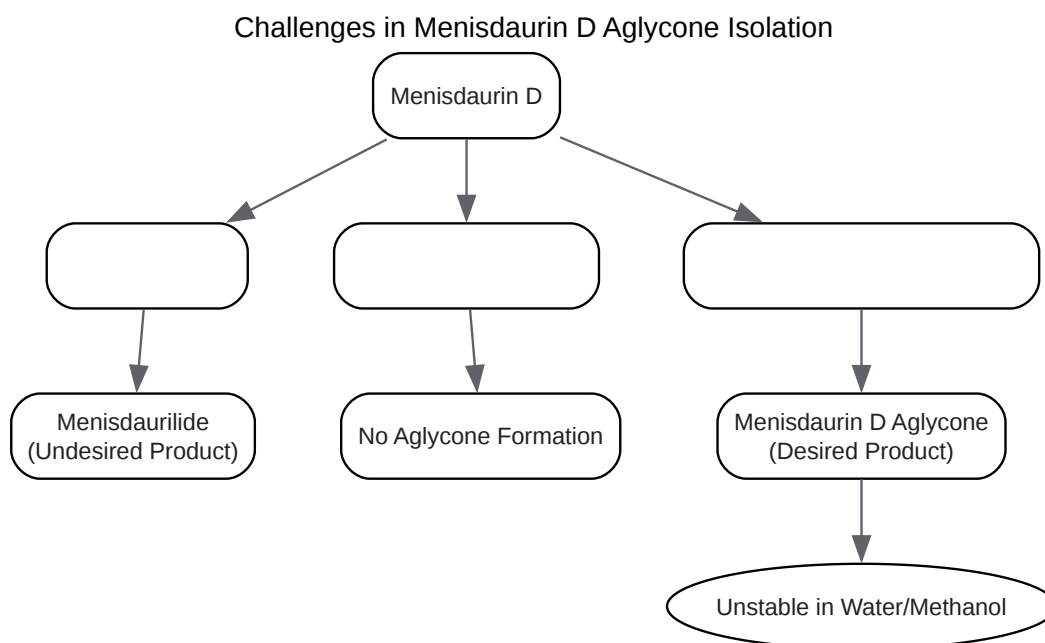 Challenges in Menisdaurin D Aglycone Isolation
Menisdaurin D
Menisdaurilide
(Undesired Product)
No Aglycone Formation
Menisdaurin D Aglycone
(Desired Product)
Unstable in Water/Methanol